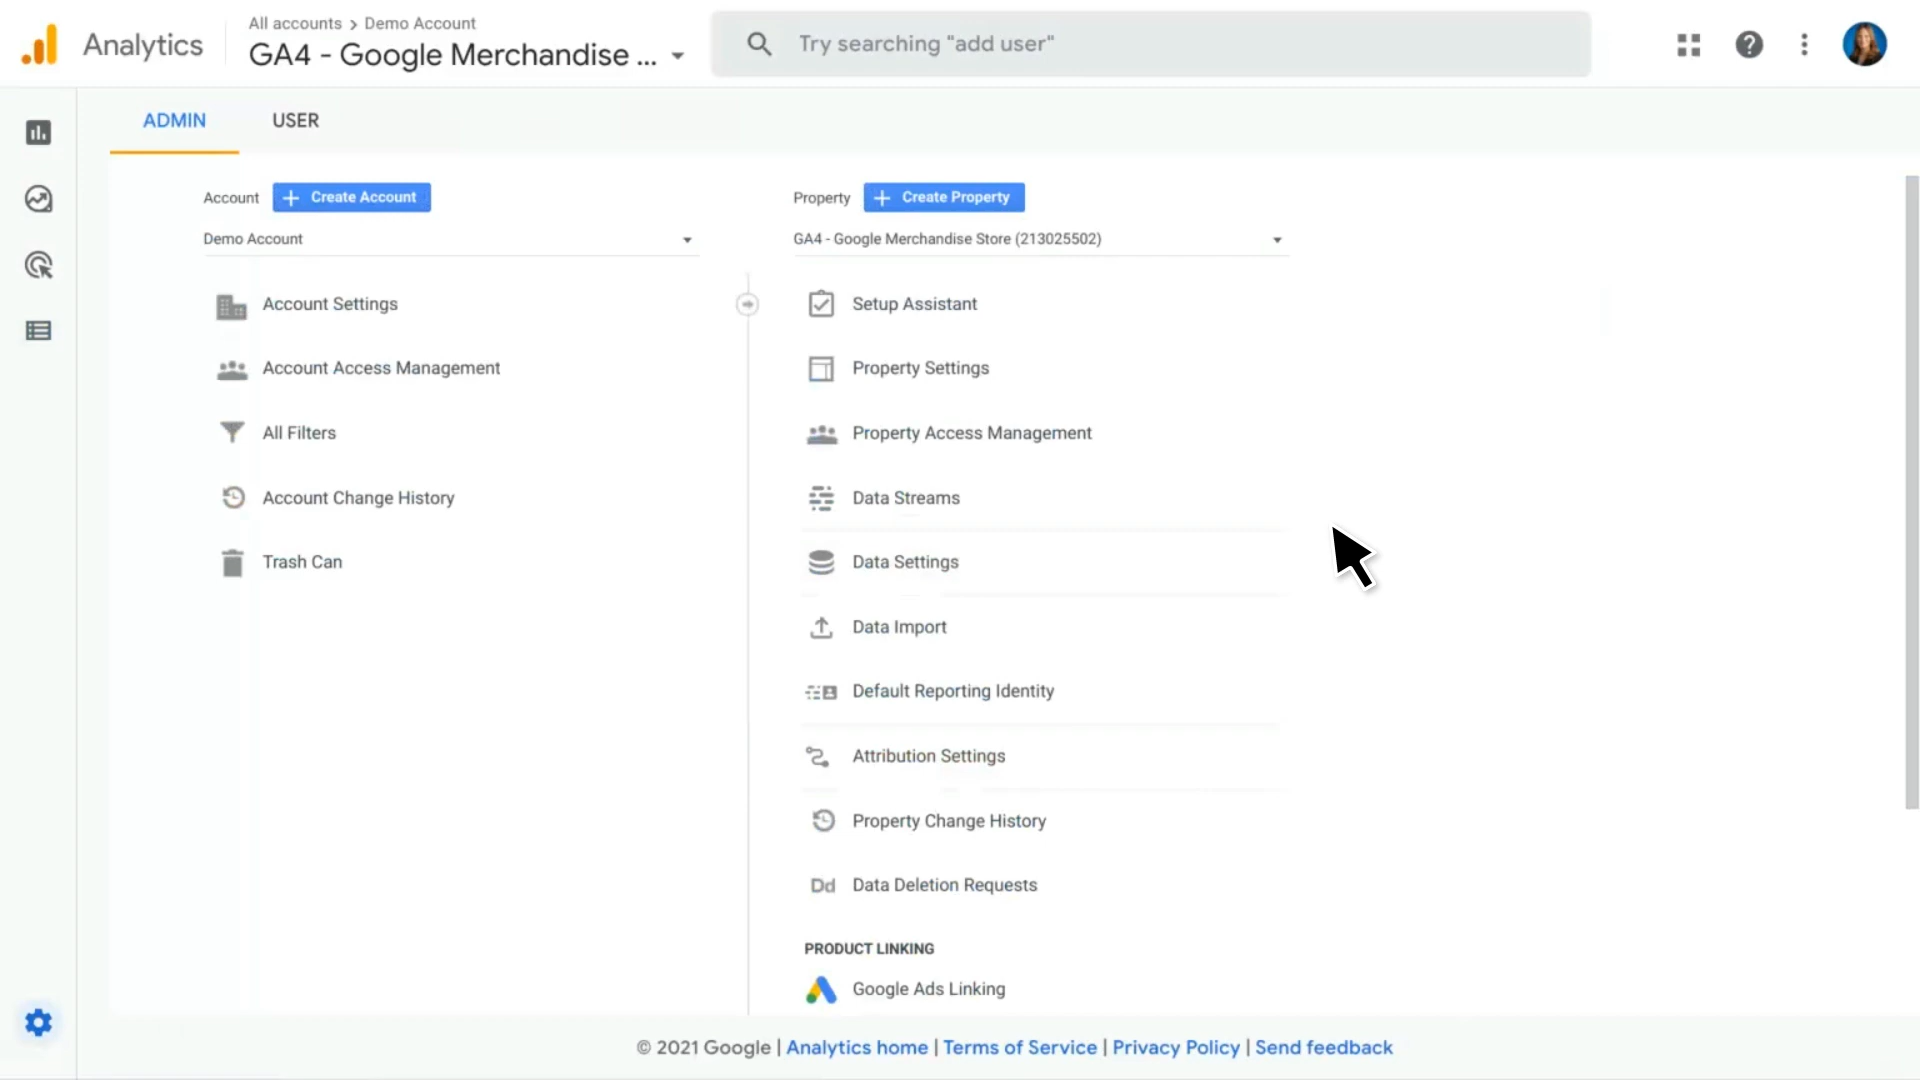 Analytics
All accounts > Demo Account
GA4 - Google Merchandise ...
Try searching "add user"
ADMIN
USER
Account
+ Create Account
Demo Account
Account Settings
Account Access Management
All Filters
Account Change History
Trash Can
Property
+ Create Property
GA4 - Google Merchandise Store (213025502)
Setup Assistant
Property Settings
Property Access Management
Data Streams
Data Settings
Data Import
Default Reporting Identity
Attribution Settings
Property Change History
Dd Data Deletion Requests
PRODUCT LINKING
Google Ads Linking
© 2021 Google | Analytics home | Terms of Service | Privacy Policy | Send feedback